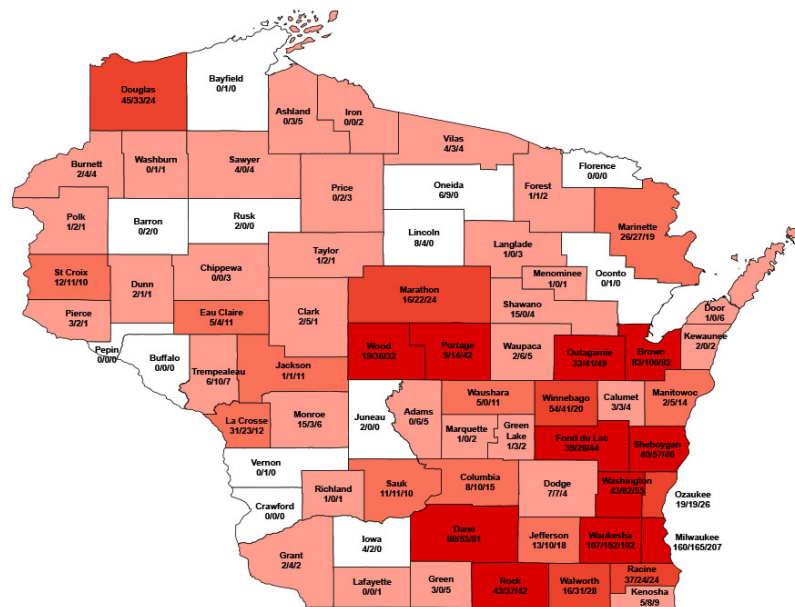 Douglas
45/33/24
Bayfield
0/1/0
Ashland
0/3/5
Iron
0/0/2
Vilas
4/3/4
Burnett
2/4/4
Washburn
0/1/1
Sawyer
4/0/4
Price
0/2/3
Oneida
6/9/0
Forest
1/1/2
Florence
0/0/0
Polk
1/2/1
Barron
0/2/0
Rusk
2/0/0
Lincoln
8/4/0
Langlade
1/0/3
Marinette
26/27/19
St Croix
12/11/10
Dunn
2/1/1
Chippewa
0/0/3
Taylor
1/2/1
Marathon
16/22/24
Menominee
1/0/1
Oconto
0/1/0
Pierce
3/2/1
Eau Claire
5/4/11
Clark
2/5/1
Shawano
15/0/4
Door
1/0/6
Pepin
0/0/0
Buffalo
0/0/0
Trempealeau
6/10/7
Jackson
1/1/11
Wood
19/36/32
Portage
5/14/42
Waupaca
2/6/5
Outagamie
33/41/49
Brown
83/100/82
Kewaunee
2/0/2
La Crosse
31/23/12
Monroe
15/3/6
Juneau
2/0/0
Adams
0/6/5
Waushara
5/0/11
Winnebago
54/41/20
Calumet
3/3/4
Manitowoc
2/5/14
Marquette
1/0/2
Green
Lake
1/3/2
Fond du Lac
39/28/44
Sheboygan
40/57/46
Vernon
0/1/0
Crawford
0/0/0
Richland
1/0/1
Sauk
11/11/10
Columbia
8/10/15
Dodge
7/7/4
Washington
43/82/55
Ozaukee
19/19/26
Grant
2/4/2
Iowa
4/2/0
Dane
80/53/61
Jefferson
13/10/18
Waukesha
107/153/102
Milwaukee
160/165/207
Lafayette
0/0/1
Green
3/0/5
Rock
43/37/42
Walworth
16/31/28
Racine
37/24/24
Kenosha
5/8/9